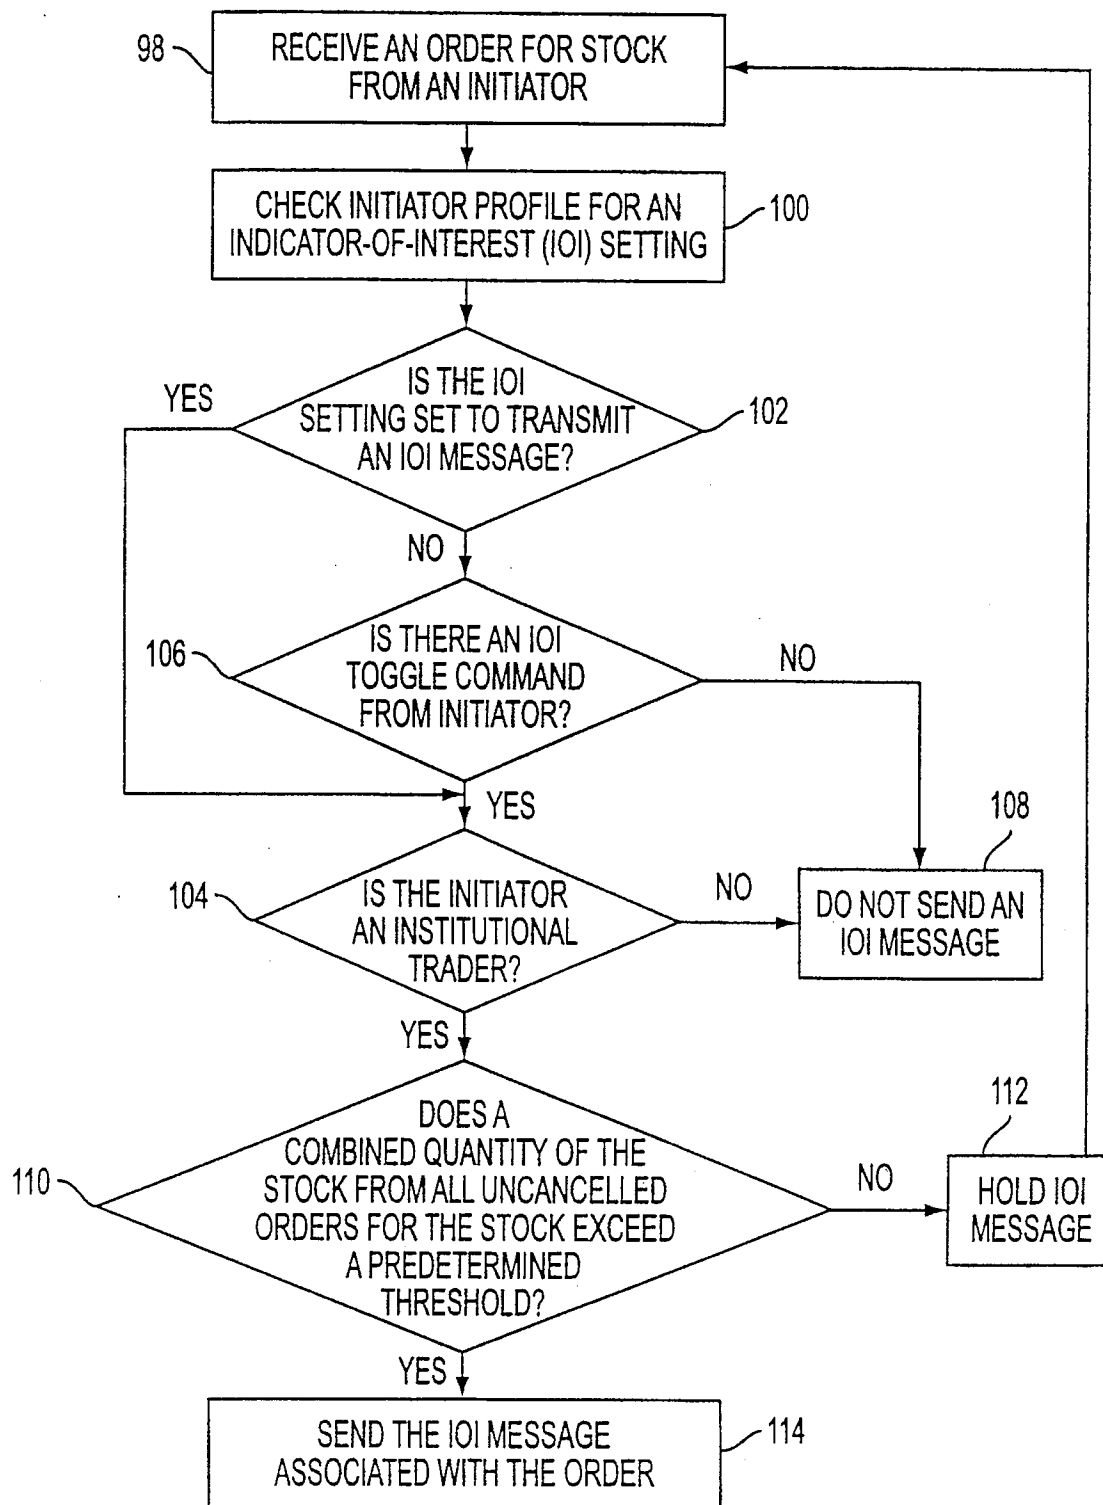 98
RECEIVE AN ORDER FOR STOCK
FROM AN INITIATOR
CHECK INITIATOR PROFILE FOR AN
INDICATOR-OF-INTEREST (IOI) SETTING
100
YES
IS THE IOI
SETTING SET TO TRANSMIT
AN IOI MESSAGE?
102
NO
106
IS THERE AN IOI
TOGGLE COMMAND
FROM INITIATOR?
NO
YES
108
104
IS THE INITIATOR
AN INSTITUTIONAL
TRADER?
NO
DO NOT SEND AN
IOI MESSAGE
YES
110
DOES A
COMBINED QUANTITY OF THE
STOCK FROM ALL UNCANCELLED
ORDERS FOR THE STOCK EXCEED
A PREDETERMINED
THRESHOLD?
NO
112
HOLD IOI
MESSAGE
YES
SEND THE IOI MESSAGE
ASSOCIATED WITH THE ORDER
114